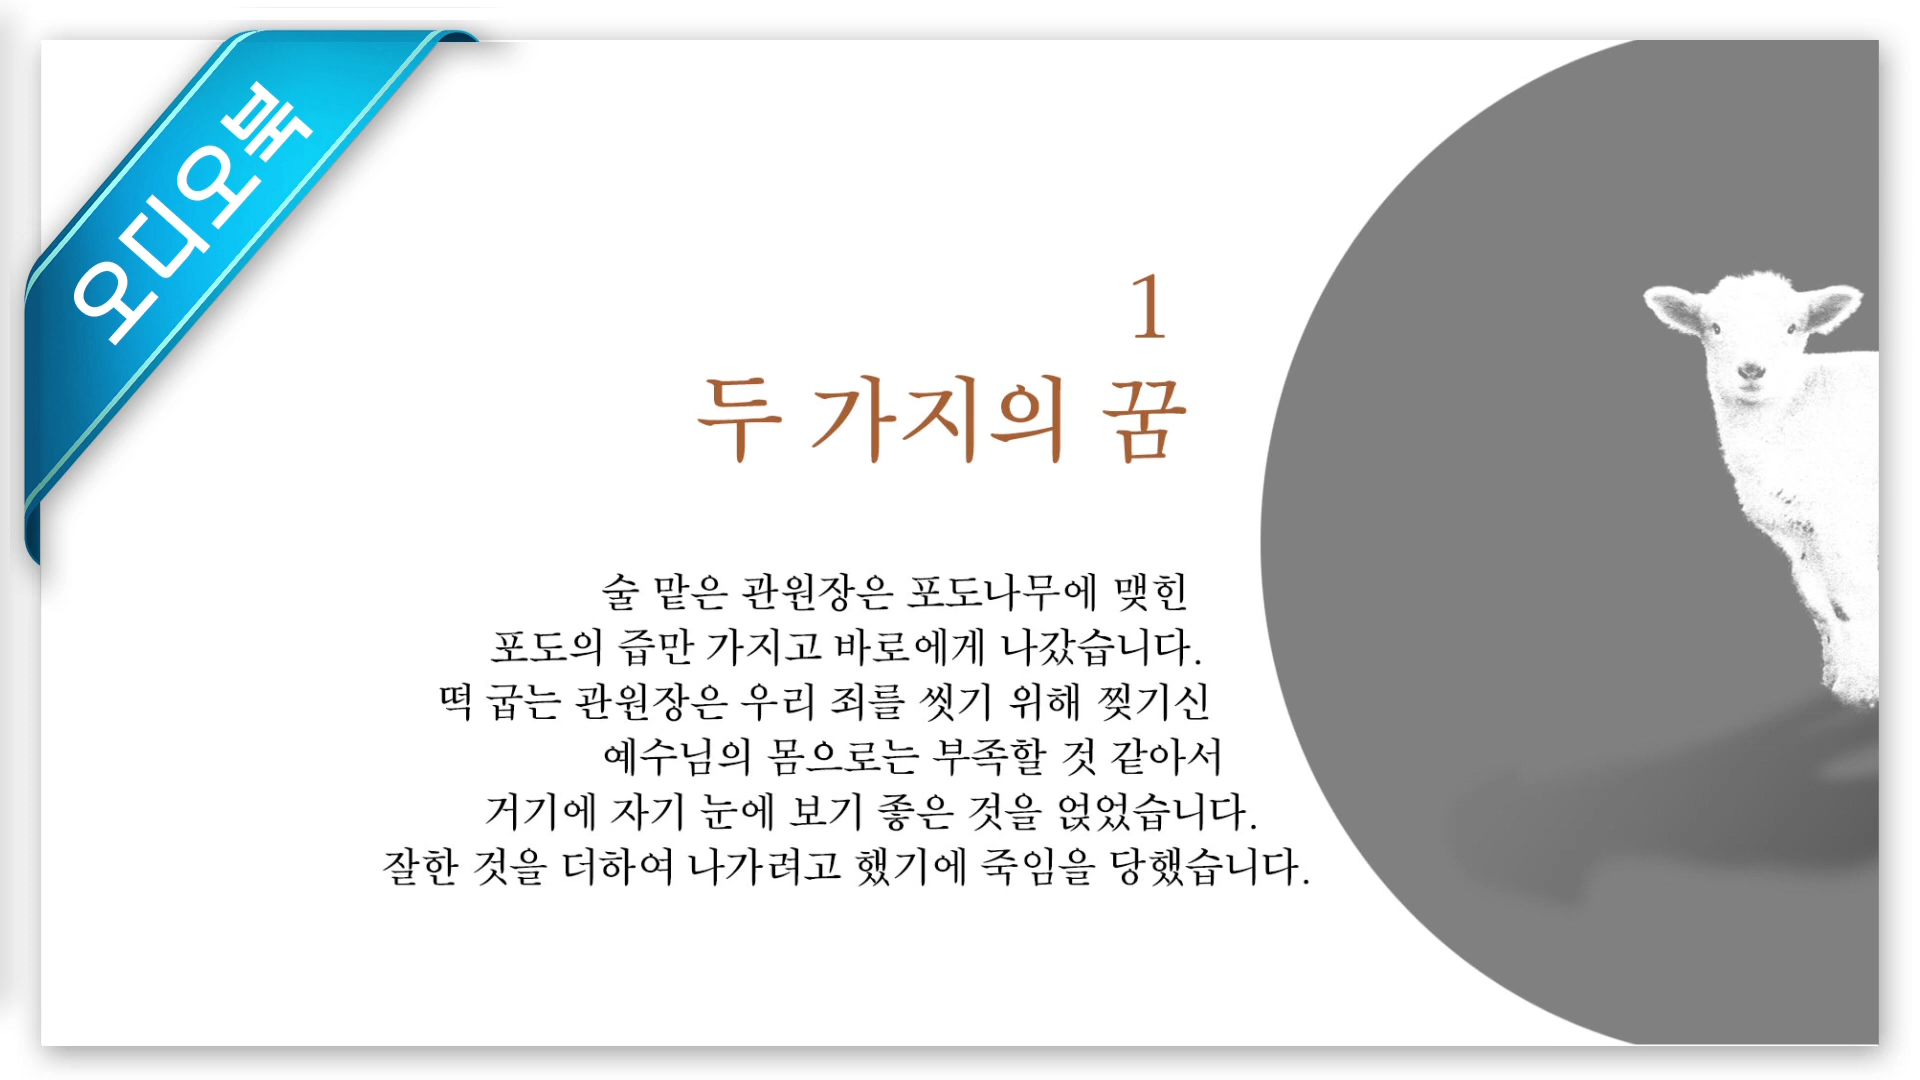 오디오북
1
두 가지의 꿈
술 맡은 관원장은 포도나무에 맺힌
포도의 즙만 가지고 바로에게 나갔습니다.
떡 굽는 관원장은 우리 죄를 씻기 위해 찢기신
예수님의 몸으로는 부족할 것 같아서
거기에 자기 눈에 보기 좋은 것을 얹었습니다.
잘한 것을 더하여 나가려고 했기에 죽임을 당했습니다.